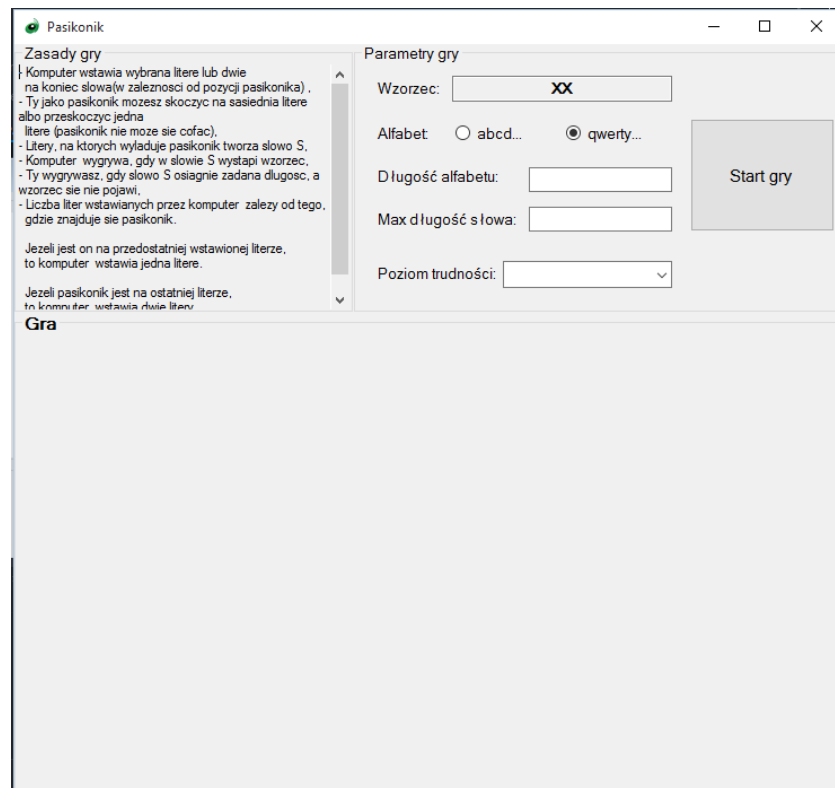 Pasikonik
Zasady gry
- Komputer wstawia wybrana litere lub dwie
na koniec slowa(w zaleznosci od pozycji pasikonika) ,
- Ty jako pasikonik mozesz skoczyc na sasiednia litere
albo przeskoczyc jedna
litere (pasikonik nie moze sie cofac),
- Litery, na ktorych wyladuje pasikonik tworza slowo S,
- Komputer wygrywa, gdy w slowie S wystapi wzorzec,
- Ty wygrywasz, gdy slowo S osiagnie zadana dlugosc, a
wzorzec sie nie pojawi,
- Liczba liter wstawianych przez komputer zalezy od tego,
gdzie znajduje sie pasikonik.
Jezeli jest on na przedostatniej wstawionej literze,
to komputer wstawia jedna litere.
Jezeli pasikonik jest na ostatniej literze,
to komputer wstawia dwie litery
Parametry gry
Wzorzec: XX
Alfabet: abcd... qwerty...
Długość alfabetu:
Max długość słowa:
Poziom trudności:
Start gry
Gra